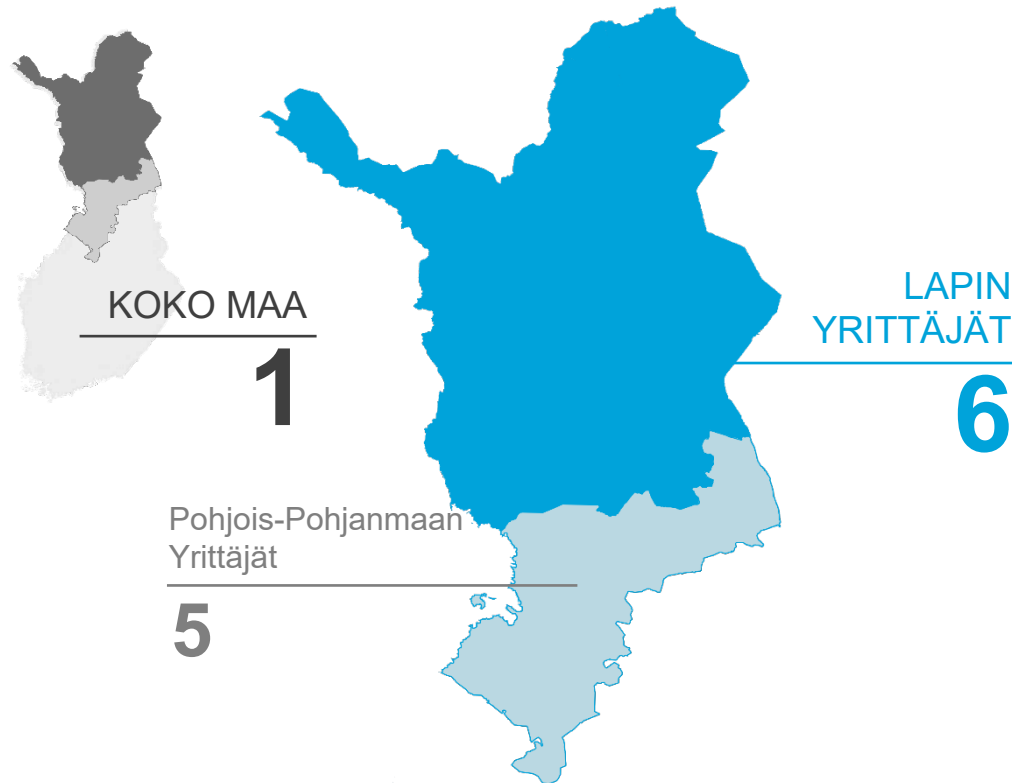 KOKO MAA
1
LAPIN
YRITTÄJÄT
6
Pohjois-Pohjanmaan
Yrittäjät
5